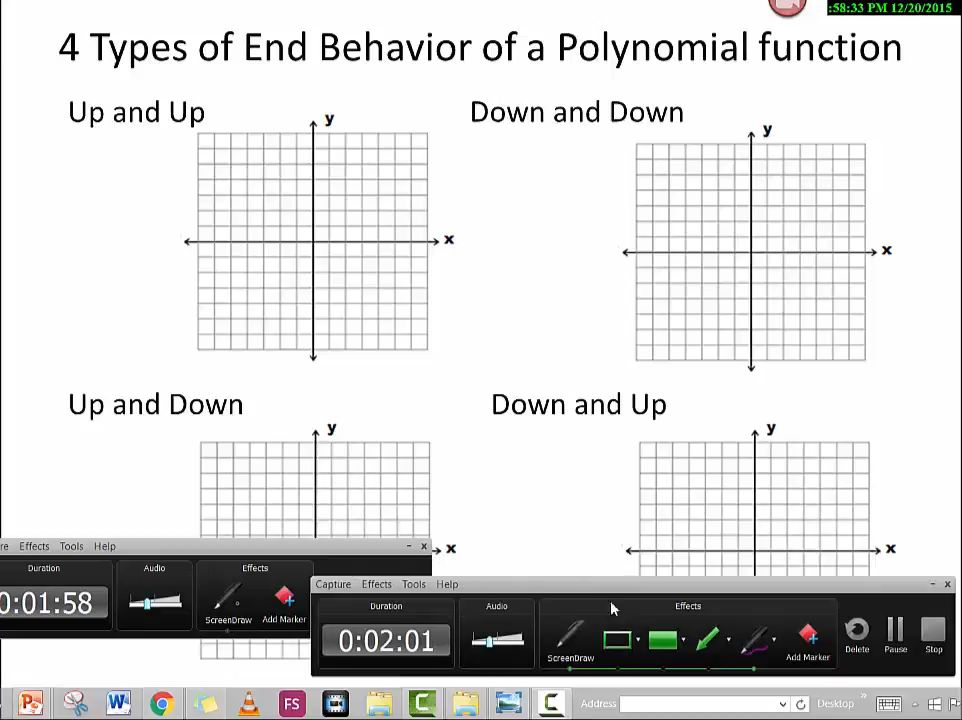 :58:33 PM 12/20/2015
4 Types of End Behavior of a Polynomial function
Up and Up
Down and Down
y
x
y
x
Up and Down
Down and Up
y
x
y
x
re Effects Tools Help
Duration
Audio
Effects
0:01:58
ScreenDraw
Add Marker
Capture Effects Tools Help
Duration
Audio
Effects
0:02:01
ScreenDraw
Add Marker
Delete
Pause
Stop
P
W
FS
C
C
Address
Desktop